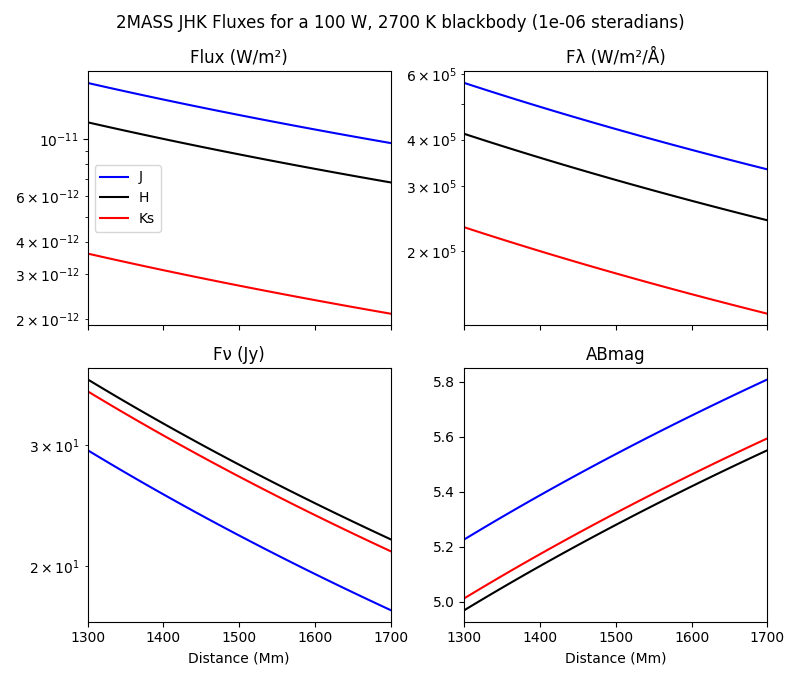 2MASS JHK Fluxes for a 100 W, 2700 K blackbody (1e-06 steradians)
Flux (W/m²)
10⁻¹¹
6 × 10⁻¹²
4 × 10⁻¹²
3 × 10⁻¹²
2 × 10⁻¹²
J
H
Ks
Fλ (W/m²/Å)
6 × 10⁵
4 × 10⁵
3 × 10⁵
2 × 10⁵
Fν (Jy)
3 × 10¹
2 × 10¹
1300 1400 1500 1600 1700
Distance (Mm)
ABmag
5.8
5.6
5.4
5.2
5.0
1300 1400 1500 1600 1700
Distance (Mm)